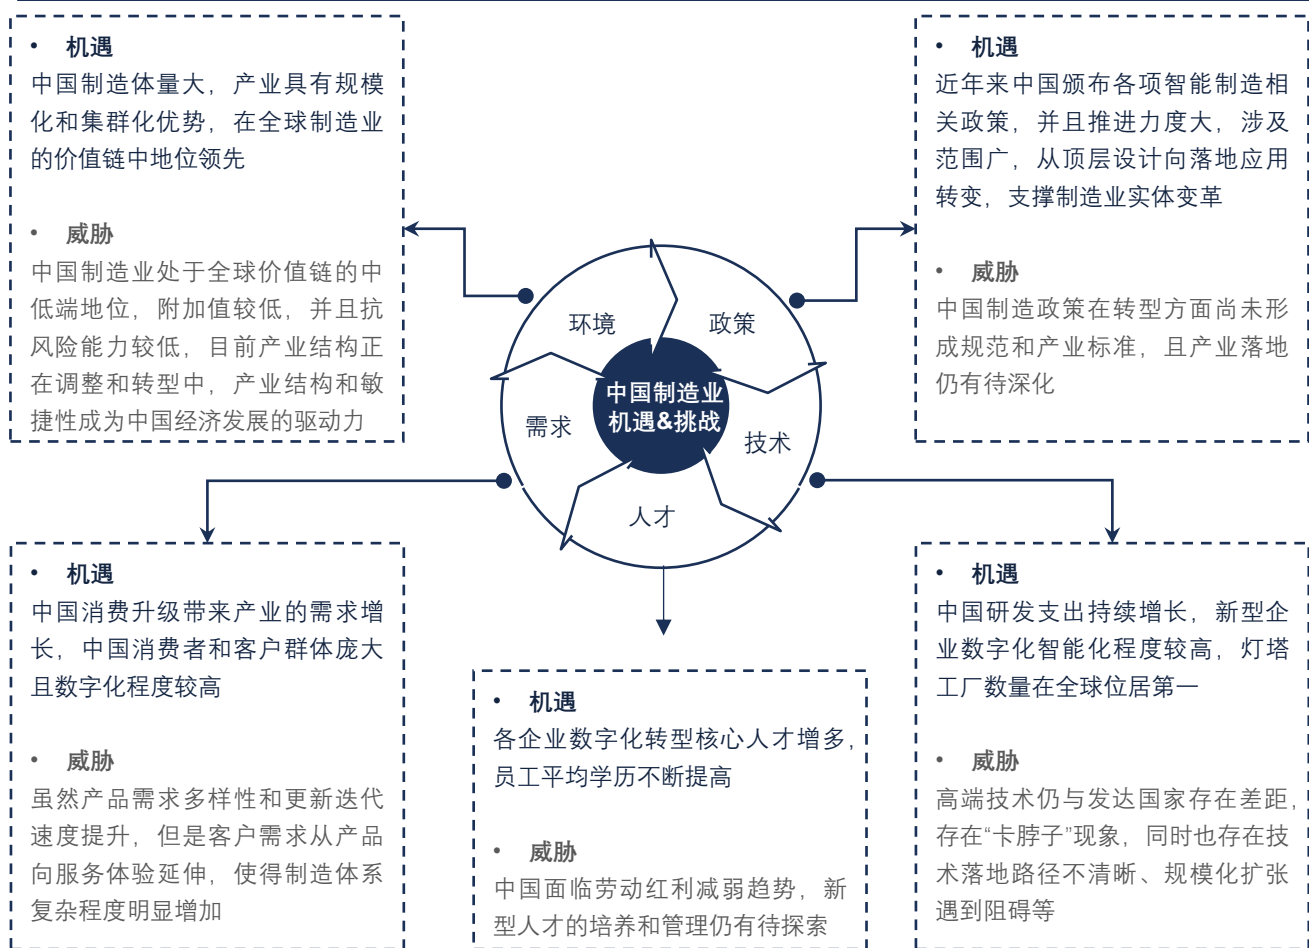 • 机遇
中国制造体量大，产业具有规模
化和集群化优势，在全球制造业
的价值链中地位领先
• 威胁
中国制造业处于全球价值链的中
低端地位，附加值较低，并且抗
风险能力较低，目前产业结构正
在调整和转型中，产业结构和敏
捷性成为中国经济发展的驱动力
• 机遇
近年来中国颁布各项智能制造相
关政策，并且推进力度大，涉及
范围广，从顶层设计向落地应用
转变，支撑制造业实体变革
• 威胁
中国制造政策在转型方面尚未形
成规范和产业标准，且产业落地
仍有待深化
环境
政策
中国制造业
机遇&挑战
需求
技术
人才
• 机遇
中国消费升级带来产业的需求增
长，中国消费者和客户群体庞大
且数字化程度较高
• 威胁
虽然产品需求多样性和更新迭代
速度提升，但是客户需求从产品
向服务体验延伸，使得制造体系
复杂程度明显增加
• 机遇
各企业数字化转型核心人才增多，
员工平均学历不断提高
• 威胁
中国面临劳动红利减弱趋势，新
型人才的培养和管理仍有待探索
• 机遇
中国研发支出持续增长，新型企
业数字化智能化程度较高，灯塔
工厂数量在全球位居第一
• 威胁
高端技术仍与发达国家存在差距，
存在“卡脖子”现象，同时也存在技
术落地路径不清晰、规模化扩张
遇到阻碍等